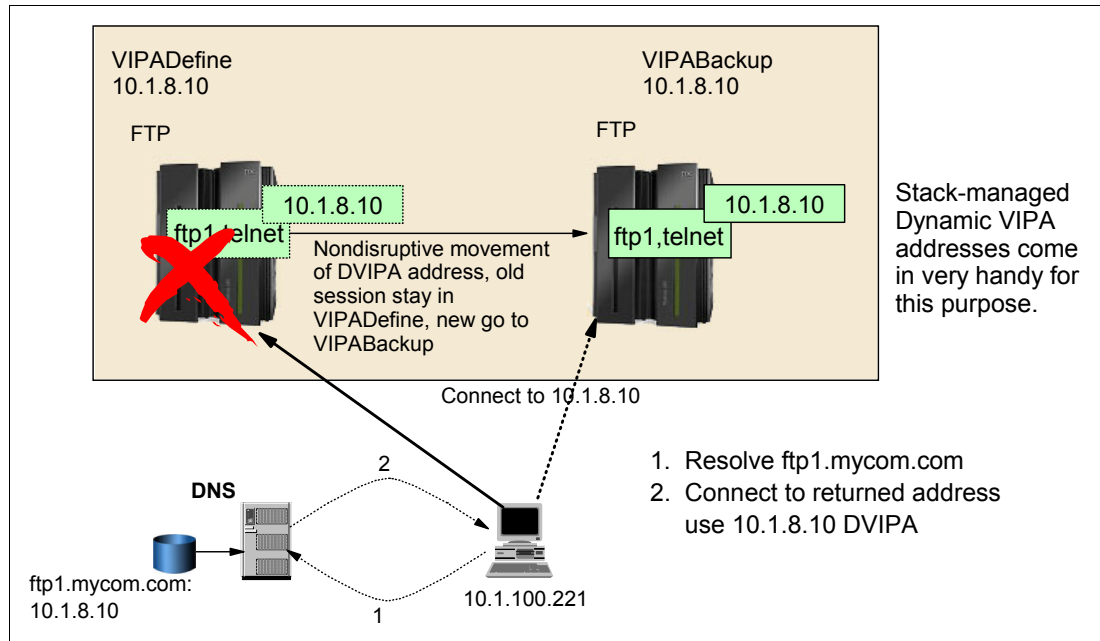 VIPADefine
10.1.8.10
VIPABackup
10.1.8.10
FTP
FTP
10.1.8.10
ftp1,telnet
10.1.8.10
ftp1,telnet
Nondisruptive movement
of DVIPA address, old
session stay in
VIPADefine, new go to
VIPABackup
Stack-managed
Dynamic VIPA
addresses come
in very handy for
this purpose.
Connect to 10.1.8.10
1. Resolve ftp1.mycom.com
2. Connect to returned address
use 10.1.8.10 DVIPA
2
DNS
ftp1.mycom.com:
10.1.8.10
1
10.1.100.221